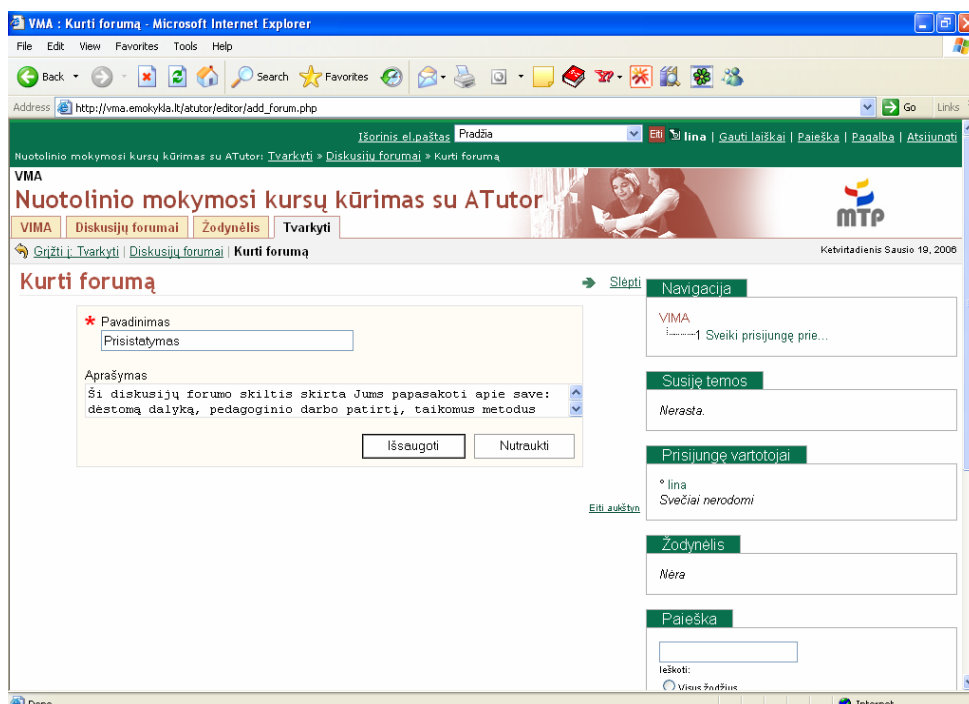 VMA : Kurti forumą - Microsoft Internet Explorer
File Edit View Favorites Tools Help
Back Search Favorites
Address http://vma.emokykla.lt/atutor/editor/add_forum.php Go Links
Išorinis el.paštas Pradžia Eiti lina | Gauti laiškai | Paieška | Pagalba | Atsijungti
Nuotolinio mokymosi kursų kūrimas su ATutor: Tvarkyti » Diskusijų forumai » Kurti forumą
VMA
Nuotolinio mokymosi kursų kūrimas su ATutor
MTP
VIMA Diskusijų forumai Žodynėlis Tvarkyti
Grįžti į: Tvarkyti | Diskusijų forumai | Kurti forumą
Ketvirtadienis Sausio 19, 2006
Kurti forumą
Slėpti
* Pavadinimas
Prisistatymas
Aprašymas
Ši diskusijų forumo skiltis skirta Jums papasakoti apie save:
dėstomą dalyką, pedagoginio darbo patirtį, taikomus metodus
Išsaugoti Nutraukti
Eiti aukštyn
Navigacija
VIMA
1 Sveiki prisijungę prie...
Susiję temos
Nerasta.
Prisijungę vartotojai
° lina
Svečiai nerodomi
Žodynėlis
Nėra
Paieška
Ieškoti:
Visus žodžius
Done Internet